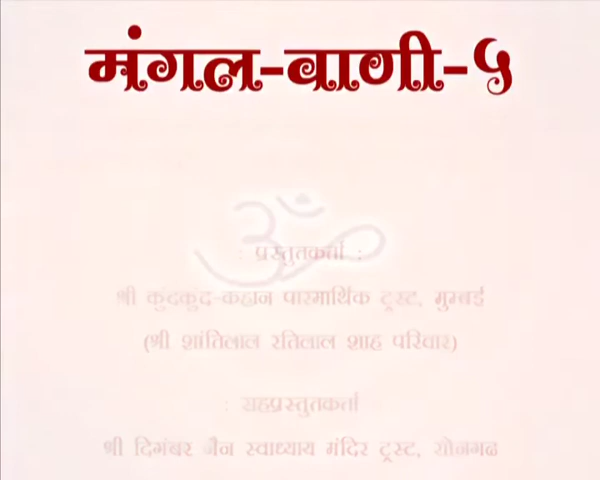 मंगल-वाणी-५
: प्रस्तुतकर्ता :
श्री कुंदकुंद-कहान पारमार्थिक ट्रस्ट, मुम्बई
(श्री शांतिलाल रतिलाल शाह परिवार)
: सहप्रस्तुतकर्ता
श्री दिगंबर जैन स्वाध्याय मंदिर ट्रस्ट, सोनगढ